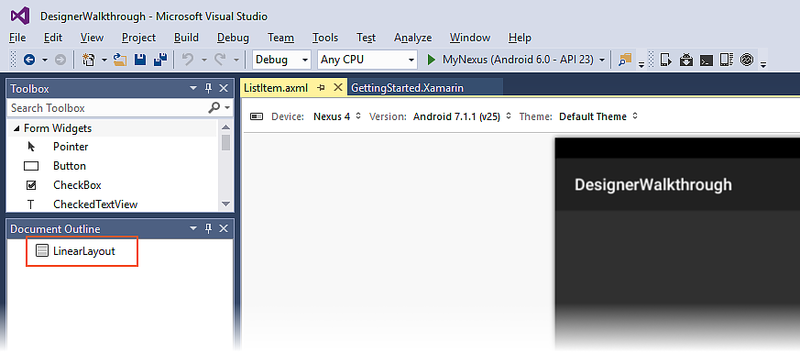 DesignerWalkthrough - Microsoft Visual Studio
File Edit View Project Build Debug Team Tools Test Analyze Window Help
Debug Any CPU MyNexus (Android 6.0 - API 23)
Toolbox ListItem.axml GettingStarted.Xamarin
Search Toolbox Device: Nexus 4 Version: Android 7.1.1 (v25) Theme: Default Theme
Form Widgets
Pointer
Button
CheckBox
CheckedTextView
DesignerWalkthrough
Document Outline
LinearLayout